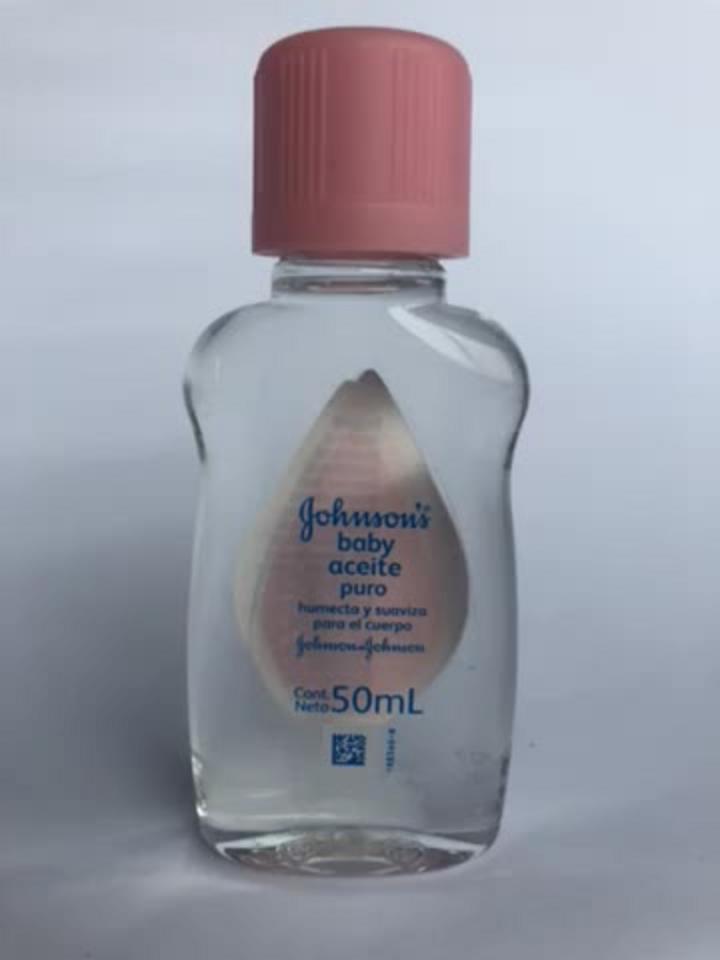 Johnson's®
baby
aceite
puro
humecta y suaviza
para el cuerpo
Johnson & Johnson
Cont.
Neto 50mL